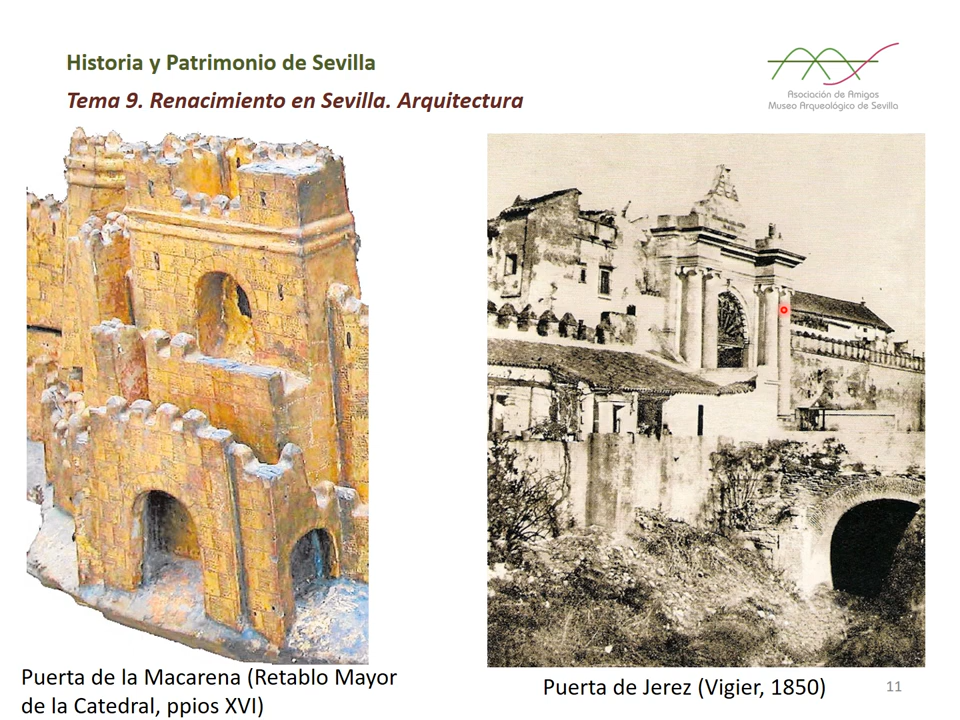 Historia y Patrimonio de Sevilla
Tema 9. Renacimiento en Sevilla. Arquitectura
Asociación de Amigos
Museo Arqueológico de Sevilla
Puerta de la Macarena (Retablo Mayor
de la Catedral, ppios XVI)
Puerta de Jerez (Vigier, 1850)
11